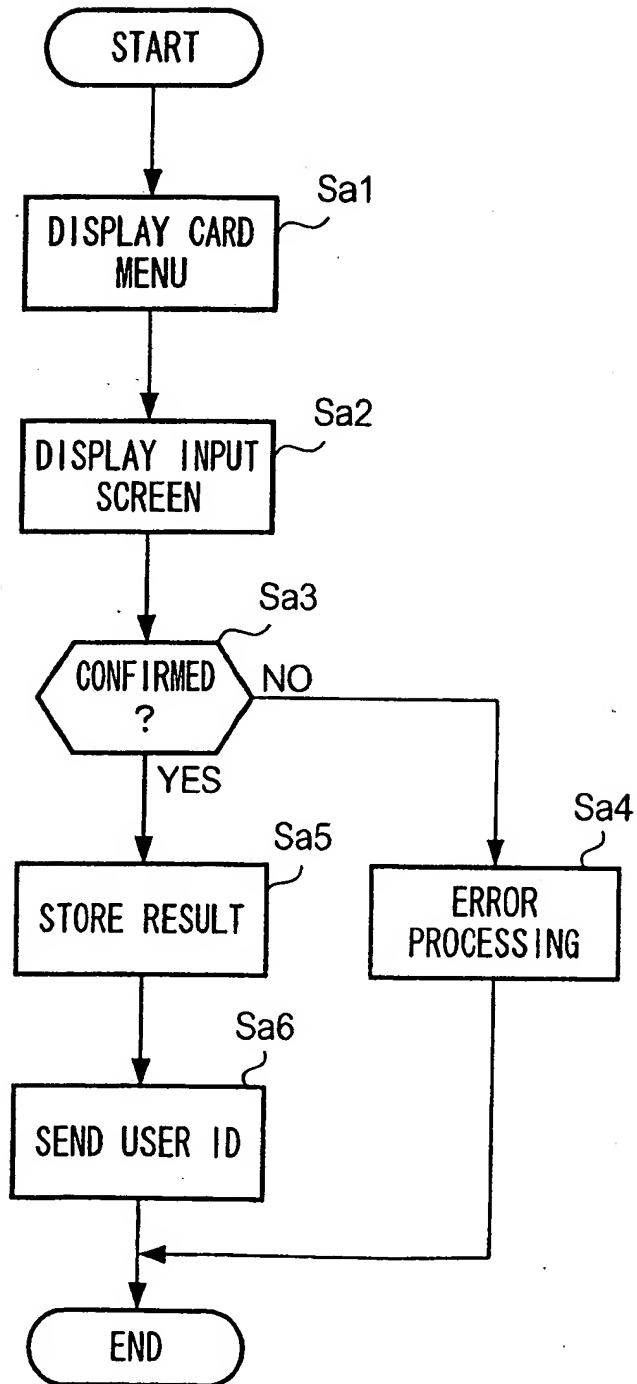 START
Sa1
DISPLAY CARD
MENU
Sa2
DISPLAY INPUT
SCREEN
Sa3
CONFIRMED
?
NO
YES
Sa4
ERROR
PROCESSING
Sa5
STORE RESULT
Sa6
SEND USER ID
END